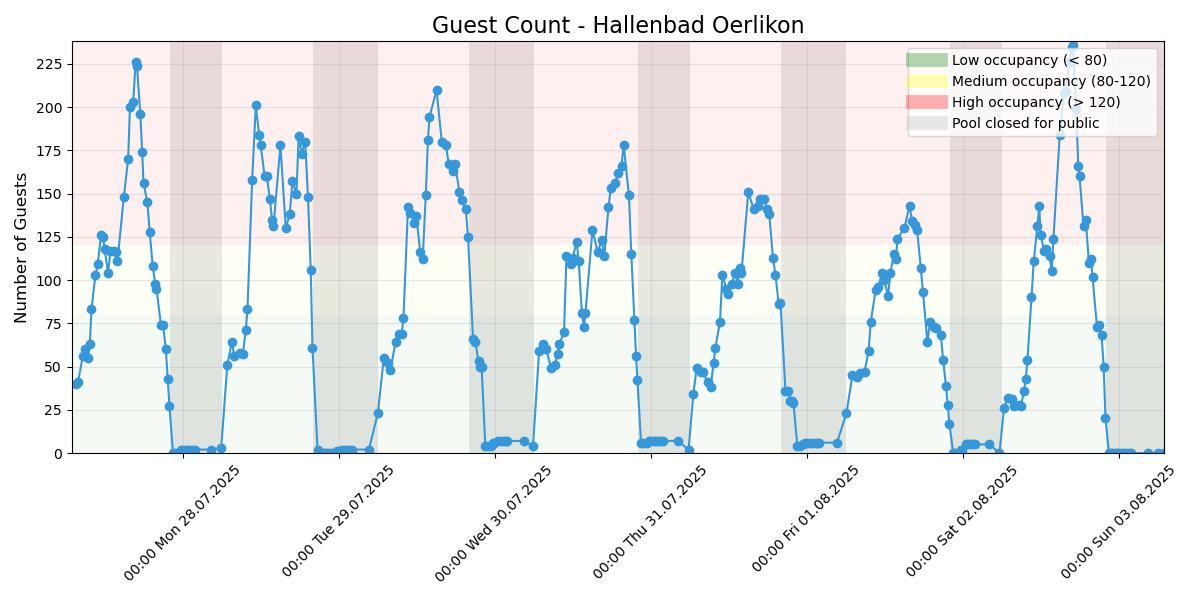 Guest Count - Hallenbad Oerlikon
Number of Guests
225
200
175
150
125
100
75
50
25
0
Low occupancy (< 80)
Medium occupancy (80-120)
High occupancy (> 120)
Pool closed for public
00:00 Mon 28.07.2025
00:00 Tue 29.07.2025
00:00 Wed 30.07.2025
00:00 Thu 31.07.2025
00:00 Fri 01.08.2025
00:00 Sat 02.08.2025
00:00 Sun 03.08.2025